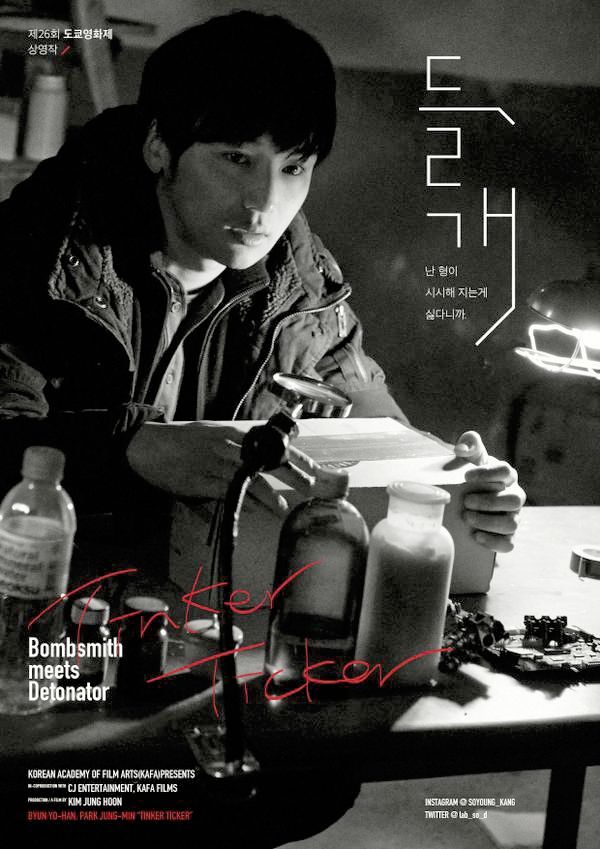 제26회 도쿄영화제
상영작
들개
난 형이
시시해 지는게
싫다니까.
Natural
Mineral
Tinker
Ticker
Bombsmith
meets
Detonator
KOREAN ACADEMY OF FILM ARTS(KAFA)PRESENTS
IN-COPRODUCTION WITH CJ ENTERTAINMENT, KAFA FILMS
PRODUCTION / A FILM BY KIM JUNG HOON
BYUN YO-HAN, PARK JUNG-MIN "TINKER TICKER"
INSTAGRAM @ SOYOUNG_KANG
TWITTER @ lab_so_d